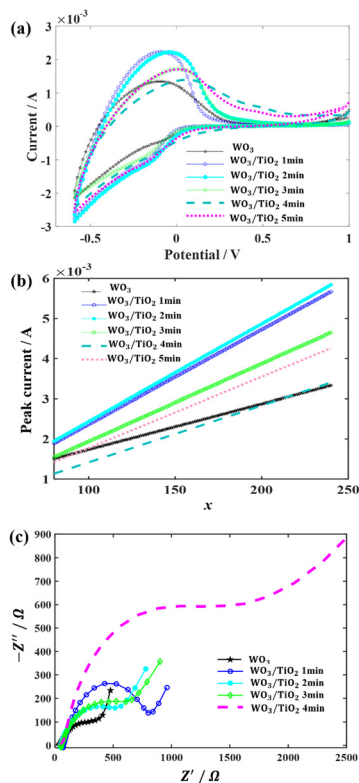 (a)
×10⁻³
3
2
1
0
-1
-2
-3
-0.5
0
0.5
1
Current / A
Potential / V
WO₃
WO₃/TiO₂ 1min
WO₃/TiO₂ 2min
WO₃/TiO₂ 3min
WO₃/TiO₂ 4min
WO₃/TiO₂ 5min
(b)
×10⁻³
6
5
4
3
2
1
100
150
200
250
Peak current / A
x
WO₃
WO₃/TiO₂ 1min
WO₃/TiO₂ 2min
WO₃/TiO₂ 3min
WO₃/TiO₂ 4min
WO₃/TiO₂ 5min
(c)
900
800
700
600
500
400
300
200
100
0
0
500
1000
1500
2000
2500
-Z'' / Ω
Z' / Ω
WO₃
WO₃/TiO₂ 1min
WO₃/TiO₂ 2min
WO₃/TiO₂ 3min
WO₃/TiO₂ 4min